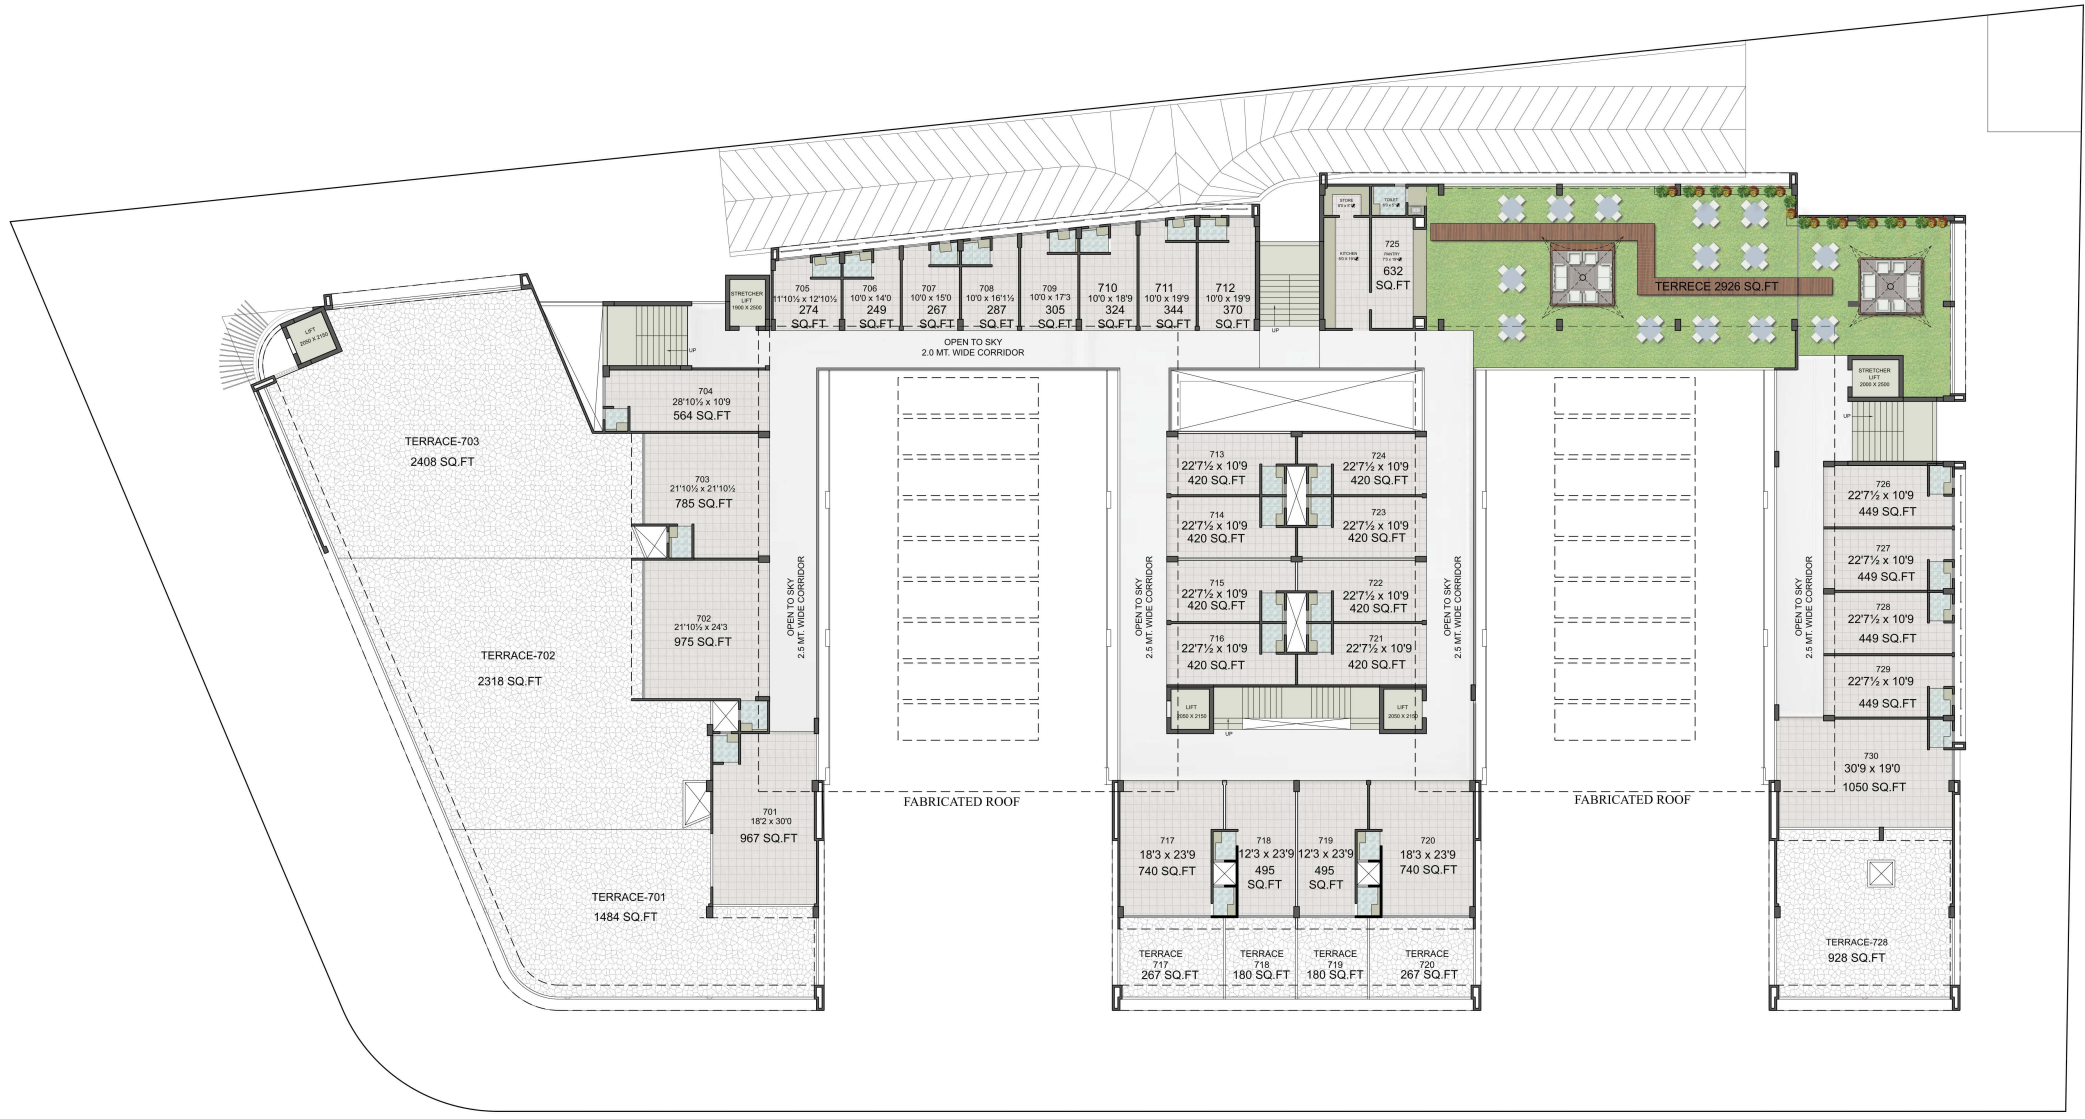 STORE
TOILET
KITCHEN
725
PANTRY
632
SQ.FT
TERRECE 2926 SQ.FT
STRETCHER
LIFT
1900 X 2500
705
11'10½ x 12'10½
274
SQ.FT
706
10'0 x 14'0
249
SQ.FT
707
10'0 x 15'0
267
SQ.FT
708
10'0 x 16'1½
287
SQ.FT
709
10'0 x 17'3
305
SQ.FT
710
10'0 x 18'9
324
SQ.FT
711
10'0 x 19'9
344
SQ.FT
712
10'0 x 19'9
370
SQ.FT
UP
LIFT
2050 X 2150
UP
OPEN TO SKY
2.0 MT. WIDE CORRIDOR
STRETCHER
LIFT
2000 X 2500
UP
704
28'10½ x 10'9
564 SQ.FT
TERRACE-703
2408 SQ.FT
703
21'10½ x 21'10½
785 SQ.FT
702
21'10½ x 24'3
975 SQ.FT
TERRACE-702
2318 SQ.FT
OPEN TO SKY
2.5 MT. WIDE CORRIDOR
701
18'2 x 30'0
967 SQ.FT
TERRACE-701
1484 SQ.FT
FABRICATED ROOF
OPEN TO SKY
2.5 MT. WIDE CORRIDOR
713
22'7½ x 10'9
420 SQ.FT
724
22'7½ x 10'9
420 SQ.FT
714
22'7½ x 10'9
420 SQ.FT
723
22'7½ x 10'9
420 SQ.FT
715
22'7½ x 10'9
420 SQ.FT
722
22'7½ x 10'9
420 SQ.FT
716
22'7½ x 10'9
420 SQ.FT
721
22'7½ x 10'9
420 SQ.FT
LIFT
2050 X 2150
UP
LIFT
2050 X 2150
OPEN TO SKY
2.5 MT. WIDE CORRIDOR
717
18'3 x 23'9
740 SQ.FT
718
12'3 x 23'9
495
SQ.FT
719
12'3 x 23'9
495
SQ.FT
720
18'3 x 23'9
740 SQ.FT
TERRACE
717
267 SQ.FT
TERRACE
718
180 SQ.FT
TERRACE
719
180 SQ.FT
TERRACE
720
267 SQ.FT
FABRICATED ROOF
OPEN TO SKY
2.5 MT. WIDE CORRIDOR
726
22'7½ x 10'9
449 SQ.FT
727
22'7½ x 10'9
449 SQ.FT
728
22'7½ x 10'9
449 SQ.FT
729
22'7½ x 10'9
449 SQ.FT
730
30'9 x 19'0
1050 SQ.FT
TERRACE-728
928 SQ.FT